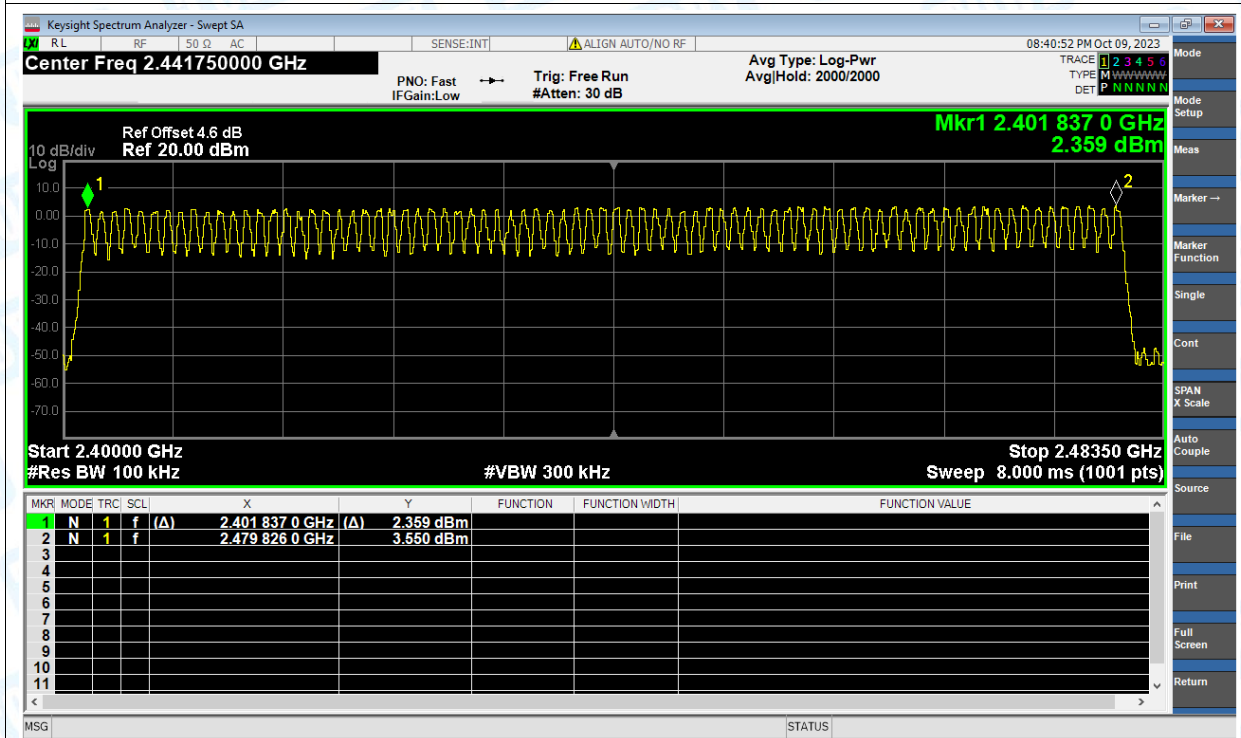 Keysight Spectrum Analyzer - Swept SA
LXI RL RF 50 Ω AC SENSE:INT ALIGN AUTO/NO RF 08:40:52 PM Oct 09, 2023
Center Freq 2.441750000 GHz
PNO: Fast
IFGain:Low
Trig: Free Run
#Atten: 30 dB
Avg Type: Log-Pwr
Avg|Hold: 2000/2000
TRACE 1 2 3 4 5 6
TYPE M WWWWW
DET P N N N N N
Ref Offset 4.6 dB
10 dB/div Ref 20.00 dBm
Log
Mkr1 2.401 837 0 GHz
2.359 dBm
10.0
0.00
-10.0
-20.0
-30.0
-40.0
-50.0
-60.0
-70.0
1
2
Start 2.40000 GHz Stop 2.48350 GHz
#Res BW 100 kHz #VBW 300 kHz Sweep 8.000 ms (1001 pts)
MKR MODE TRC SCL X Y FUNCTION FUNCTION WIDTH FUNCTION VALUE
1 N 1 f (Δ) 2.401 837 0 GHz (Δ) 2.359 dBm
2 N 1 f 2.479 826 0 GHz 3.550 dBm
3
4
5
6
7
8
9
10
11
MSG STATUS
Mode
Mode
Setup
Meas
Marker →
Marker
Function
Single
Cont
SPAN
X Scale
Auto
Couple
Source
File
Print
Full
Screen
Return